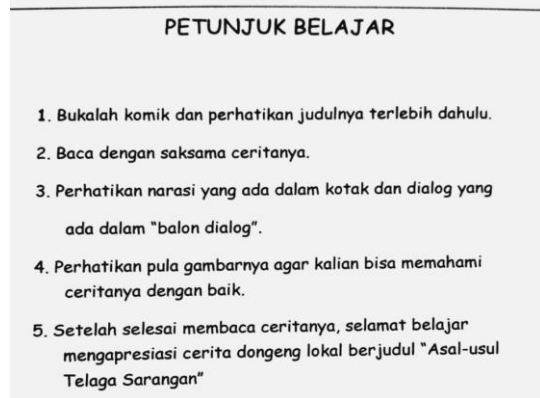 PETUNJUK BELAJAR
1. Bukalah komik dan perhatikan judulnya terlebih dahulu.
2. Baca dengan saksama ceritanya.
3. Perhatikan narasi yang ada dalam kotak dan dialog yang
ada dalam "balon dialog".
4. Perhatikan pula gambarnya agar kalian bisa memahami
ceritanya dengan baik.
5. Setelah selesai membaca ceritanya, selamat belajar
mengapresiasi cerita dongeng lokal berjudul "Asal-usul
Telaga Sarangan"